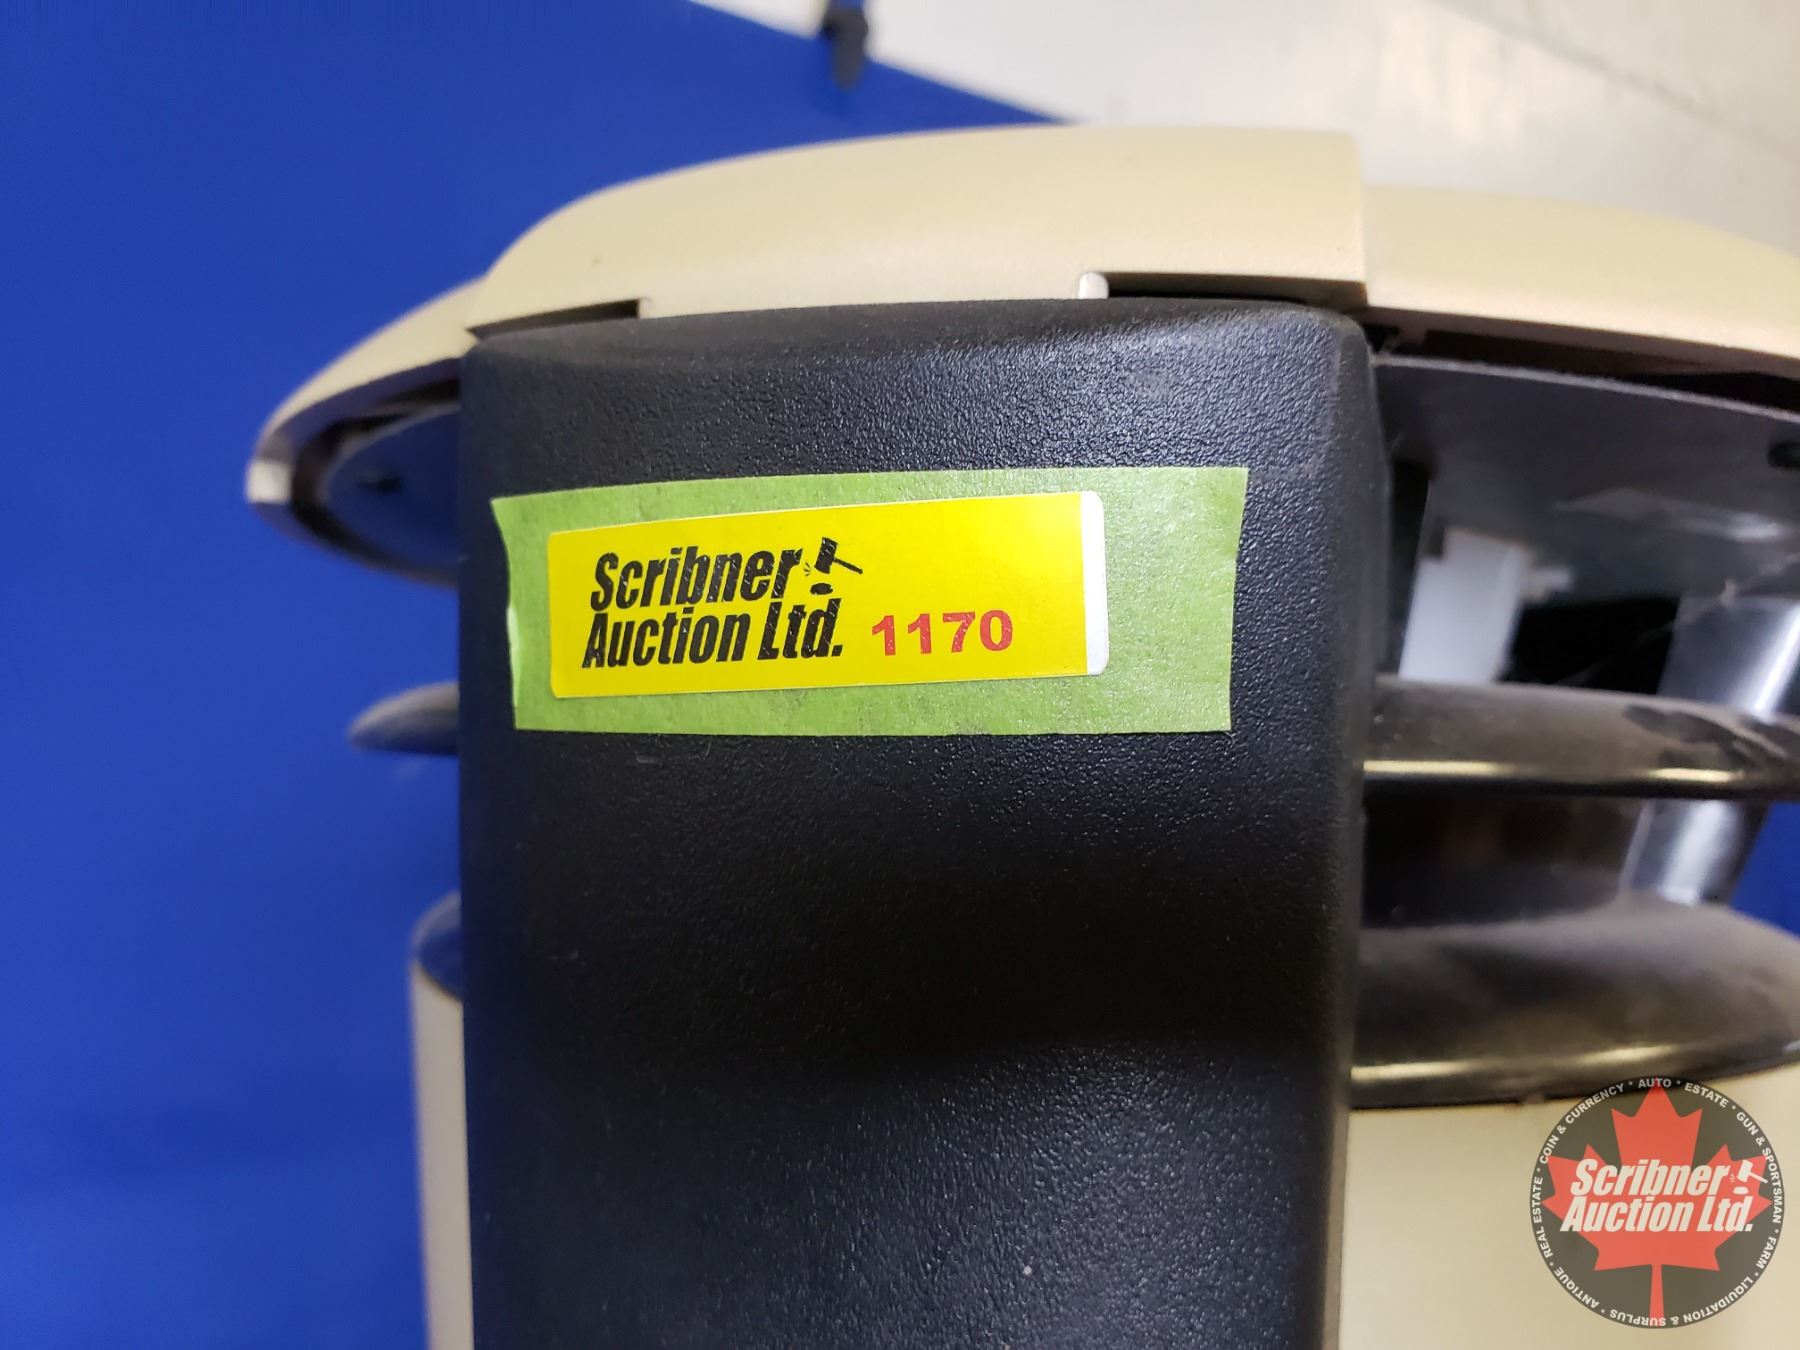 Scribner
Auction Ltd. 1170
COIN & CURRENCY * AUTO * ESTATE * GUN & SPORTSMAN * FARM * LIQUIDATION & SURPLUS * ANTIQUE * REAL ESTATE *
Scribner
Auction Ltd.